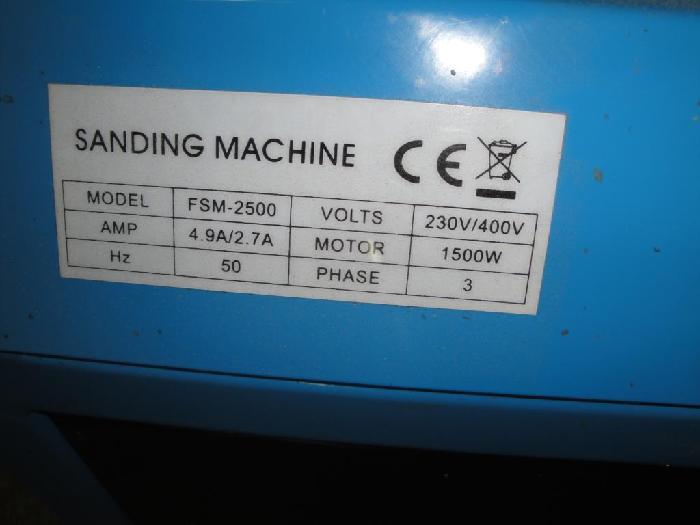 SANDING MACHINE CE
MODEL FSM-2500 VOLTS 230V/400V
AMP 4.9A/2.7A MOTOR 1500W
Hz 50 PHASE 3